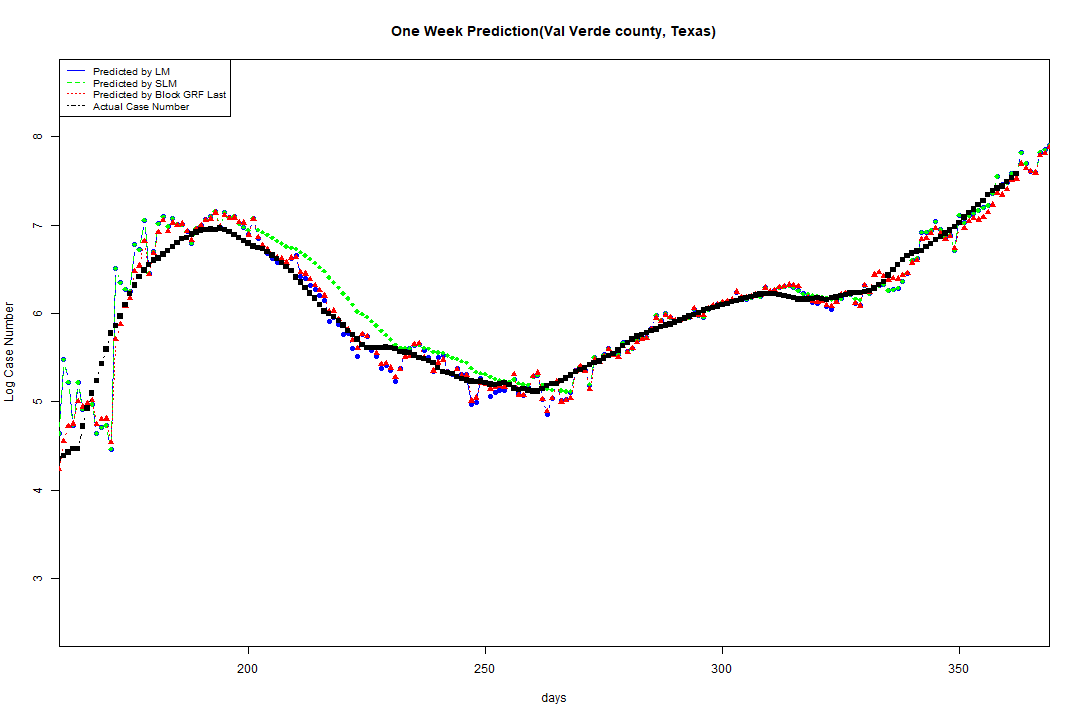 One Week Prediction(Val Verde county, Texas)
Predicted by LM
Predicted by SLM
Predicted by Block GRF Last
Actual Case Number
Log Case Number
8
7
6
5
4
3
200
250
300
350
days